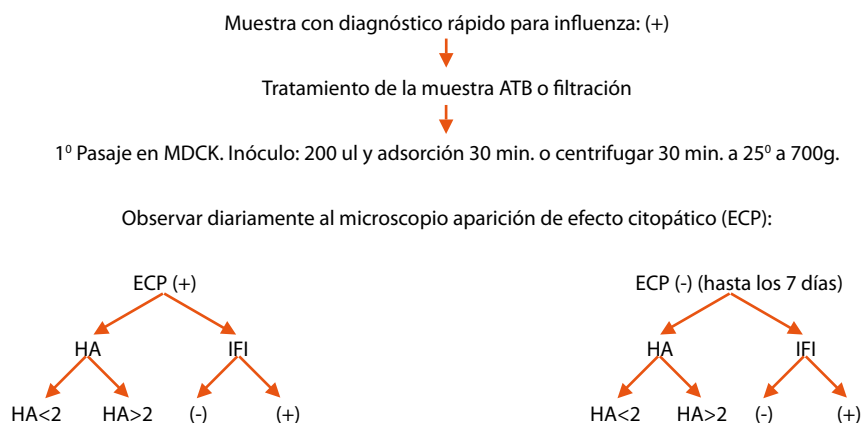 Muestra con diagnóstico rápido para influenza: (+)
Tratamiento de la muestra ATB o filtración
1⁰ Pasaje en MDCK. Inóculo: 200 ul y adsorción 30 min. o centrifugar 30 min. a 25⁰ a 700g.
Observar diariamente al microscopio aparición de efecto citopático (ECP):
ECP (+) ECP (-) (hasta los 7 días)
HA IFI HA IFI
HA<2 HA>2 (-) (+) HA<2 HA>2 (-) (+)